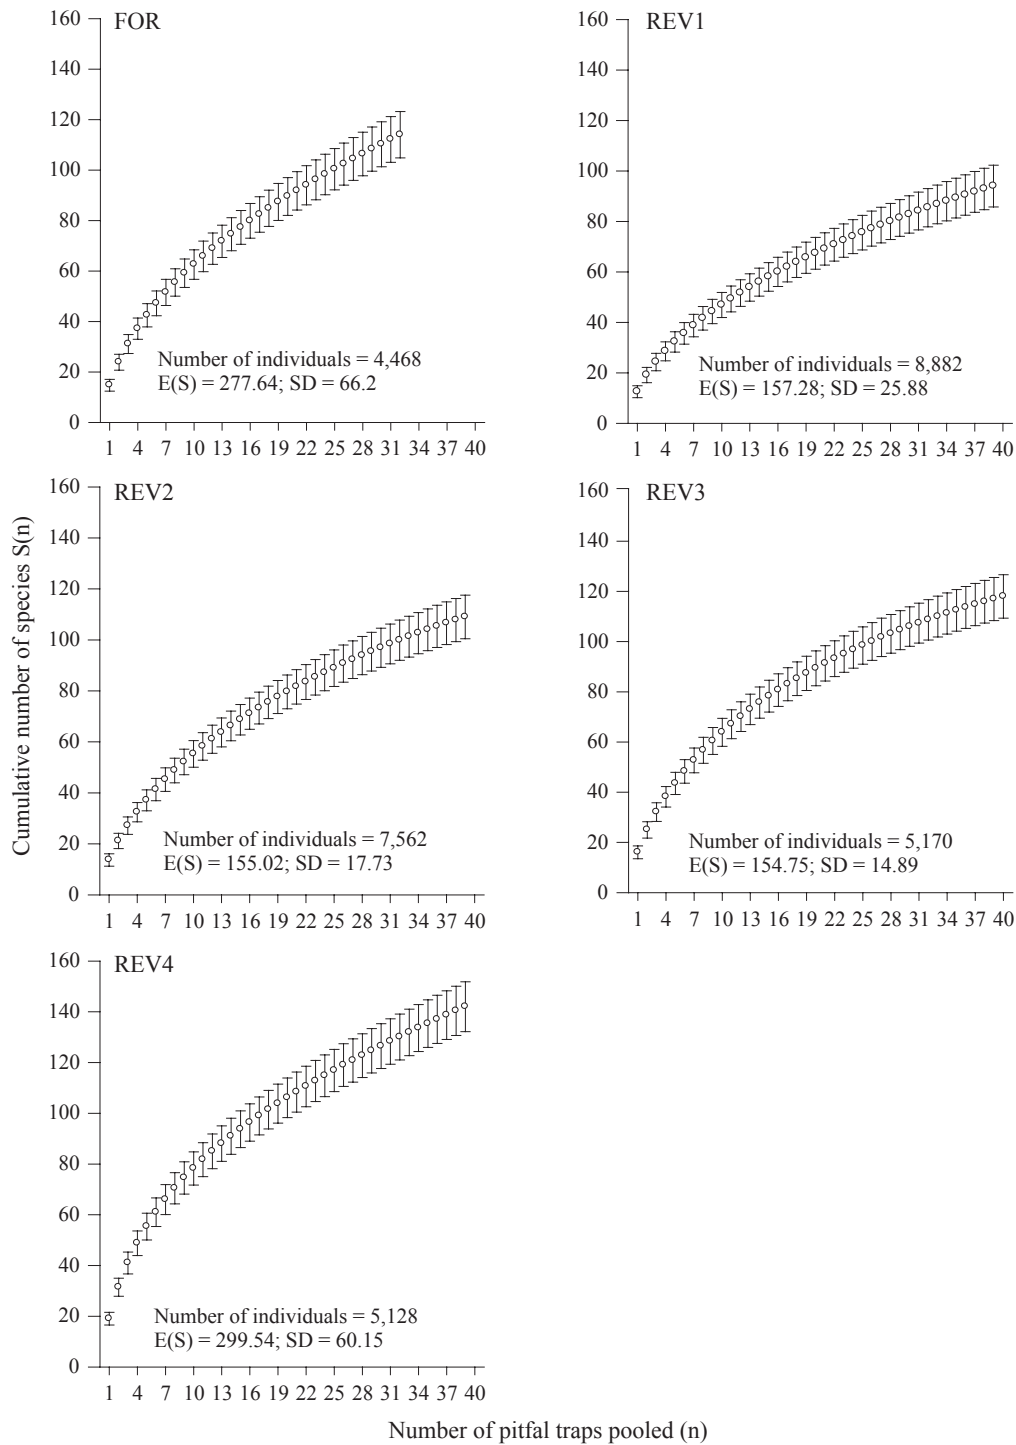 FOR
160
140
120
100
80
60
40
20
0
Number of individuals = 4,468
E(S) = 277.64; SD = 66.2
1 4 7 10 13 16 19 22 25 28 31 34 37 40
REV1
160
140
120
100
80
60
40
20
0
Number of individuals = 8,882
E(S) = 157.28; SD = 25.88
1 4 7 10 13 16 19 22 25 28 31 34 37 40
Cumulative number of species S(n)
REV2
160
140
120
100
80
60
40
20
0
Number of individuals = 7,562
E(S) = 155.02; SD = 17.73
1 4 7 10 13 16 19 22 25 28 31 34 37 40
REV3
160
140
120
100
80
60
40
20
0
Number of individuals = 5,170
E(S) = 154.75; SD = 14.89
1 4 7 10 13 16 19 22 25 28 31 34 37 40
REV4
160
140
120
100
80
60
40
20
0
Number of individuals = 5,128
E(S) = 299.54; SD = 60.15
1 4 7 10 13 16 19 22 25 28 31 34 37 40
Number of pitfal traps pooled (n)